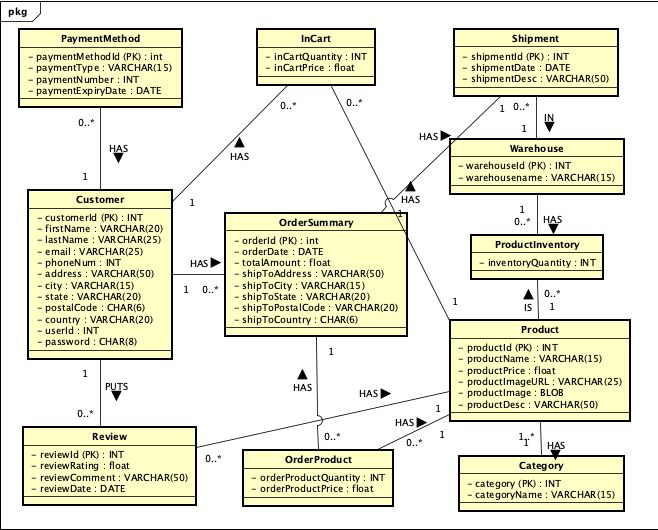 pkg
PaymentMethod
- paymentMethodId (PK) : int
- paymentType : VARCHAR(15)
- paymentNumber : INT
- paymentExpiryDate : DATE
InCart
- inCartQuantity : INT
- inCartPrice : float
Shipment
- shipmentId (PK) : INT
- shipmentDate : DATE
- shipmentDesc : VARCHAR(50)
0..*
HAS
1
0..*
0..*
HAS
1
1
0..*
IN
1
HAS
HAS
1
Warehouse
- warehouseId (PK) : INT
- warehousename : VARCHAR(15)
1
0..*
HAS
Customer
- customerId (PK) : INT
- firstName : VARCHAR(20)
- lastName : VARCHAR(25)
- email : VARCHAR(25)
- phoneNum : INT
- address : VARCHAR(50)
- city : VARCHAR(15)
- state : VARCHAR(20)
- postalCode : CHAR(6)
- country : VARCHAR(20)
- userId : INT
- password : CHAR(8)
HAS
1
0..*
OrderSummary
- orderId (PK) : int
- orderDate : DATE
- totalAmount : float
- shipToAddress : VARCHAR(50)
- shipToCity : VARCHAR(15)
- shipToState : VARCHAR(20)
- shipToPostalCode : VARCHAR(20)
- shipToCountry : CHAR(6)
ProductInventory
- inventoryQuantity : INT
0..*
IS
1
1
Product
- productId (PK) : INT
- productName : VARCHAR(15)
- productPrice : float
- productImageURL : VARCHAR(25)
- productImage : BLOB
- productDesc : VARCHAR(50)
1
PUTS
0..*
1
HAS
0..*
HAS
1
0..*
HAS
1
0..*
1..*
1
HAS
Review
- reviewId (PK) : INT
- reviewRating : float
- reviewComment : VARCHAR(50)
- reviewDate : DATE
OrderProduct
- orderProductQuantity : INT
- orderProductPrice : float
Category
- category (PK) : INT
- categoryName : VARCHAR(15)